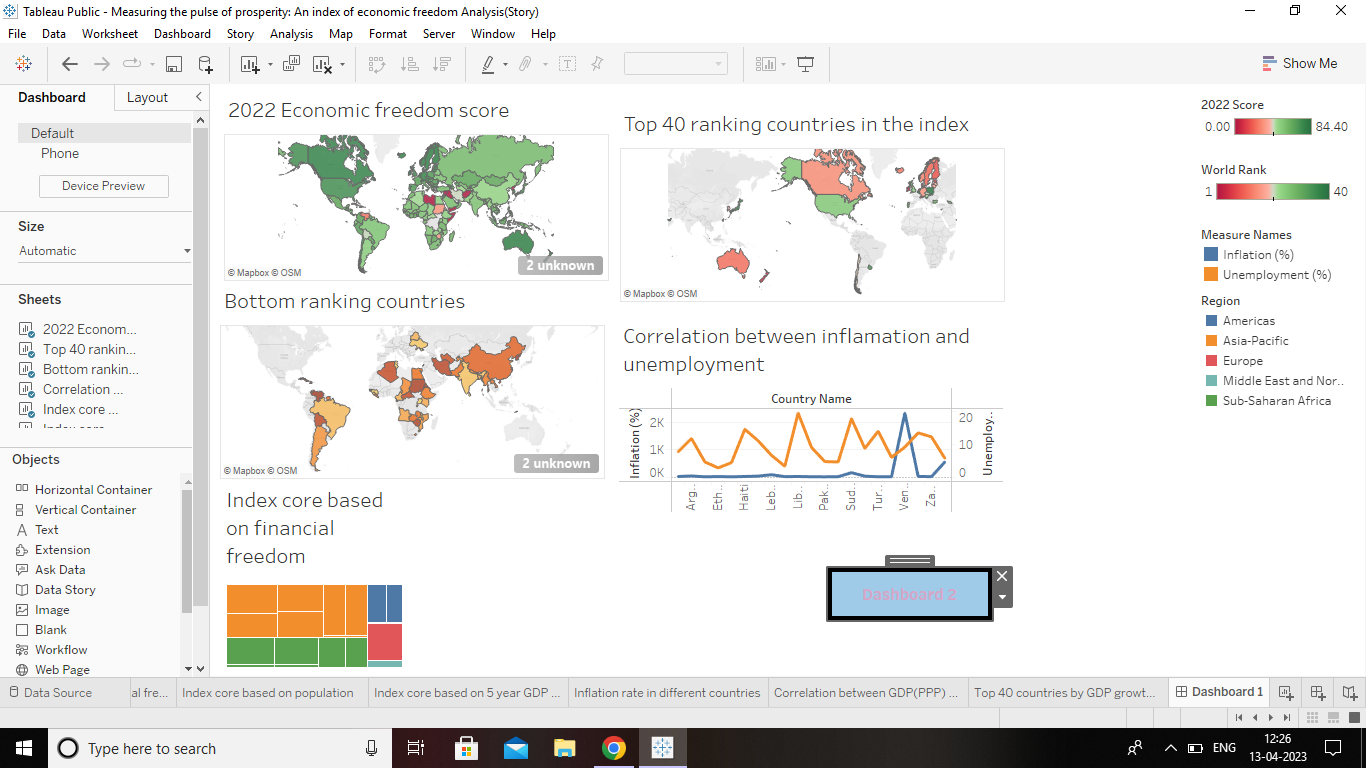 Tableau Public - Measuring the pulse of prosperity: An index of economic freedom Analysis(Story)
File Data Worksheet Dashboard Story Analysis Map Format Server Window Help
Show Me
Dashboard Layout
Default
Phone
Device Preview
Size
Automatic
Sheets
2022 Econom...
Top 40 rankin...
Bottom rankin...
Correlation ...
Index core ...
Objects
Horizontal Container
Vertical Container
Text
Extension
Ask Data
Data Story
Image
Blank
Workflow
Web Page
2022 Economic freedom score
© Mapbox © OSM
2 unknown
Top 40 ranking countries in the index
© Mapbox © OSM
Bottom ranking countries
© Mapbox © OSM
2 unknown
Correlation between inflamation and
unemployment
Country Name
Inflation (%)
2K
1K
0K
20
10
0
Unemploy..
Arg..
Eth..
Haiti
Leb..
Lib..
Pak..
Sud..
Tur..
Ven..
Za..
Index core based
on financial
freedom
Dashboard 2
2022 Score
0.00 84.40
World Rank
1 40
Measure Names
Inflation (%)
Unemployment (%)
Region
Americas
Asia-Pacific
Europe
Middle East and Nor..
Sub-Saharan Africa
Data Source al fre... Index core based on population Index core based on 5 year GDP ... Inflation rate in different countries Correlation between GDP(PPP) ... Top 40 countries by GDP growt... Dashboard 1
Type here to search
ENG
12:26
13-04-2023